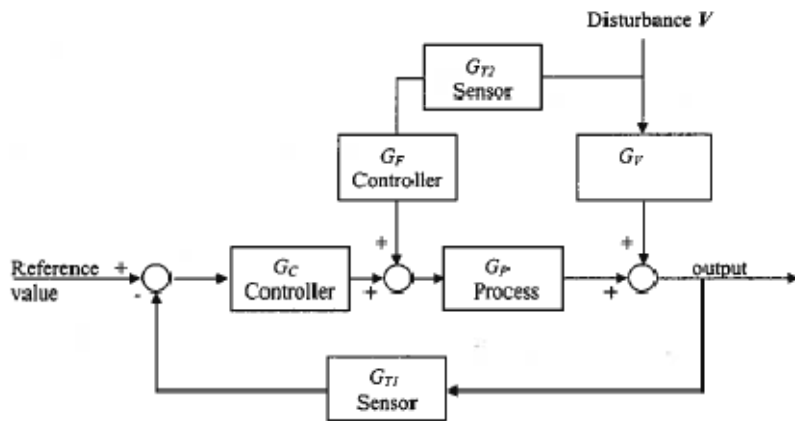 Disturbance V
G_T2
Sensor
G_F
Controller
G_V
+
+
Reference
value
+
-
G_C
Controller
+
G_P
Process
+
output
G_T1
Sensor